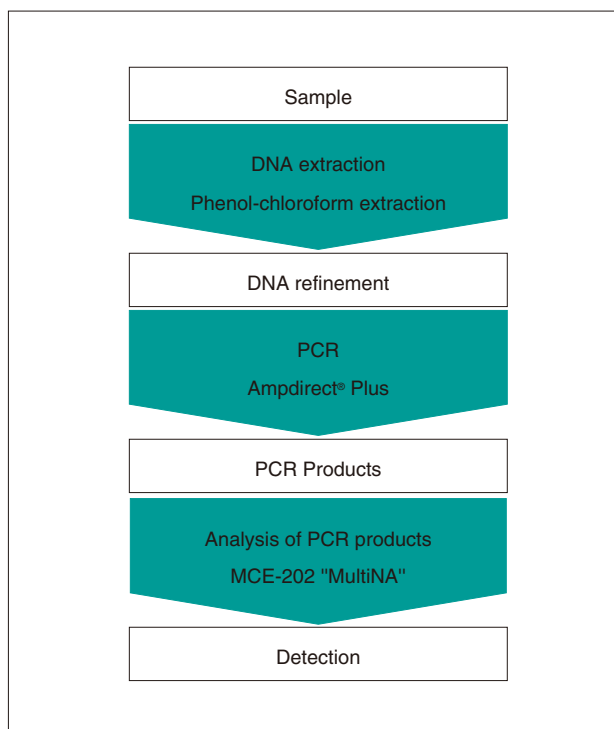 Sample
DNA extraction
Phenol-chloroform extraction
DNA refinement
PCR
Ampdirect® Plus
PCR Products
Analysis of PCR products
MCE-202 "MultiNA"
Detection